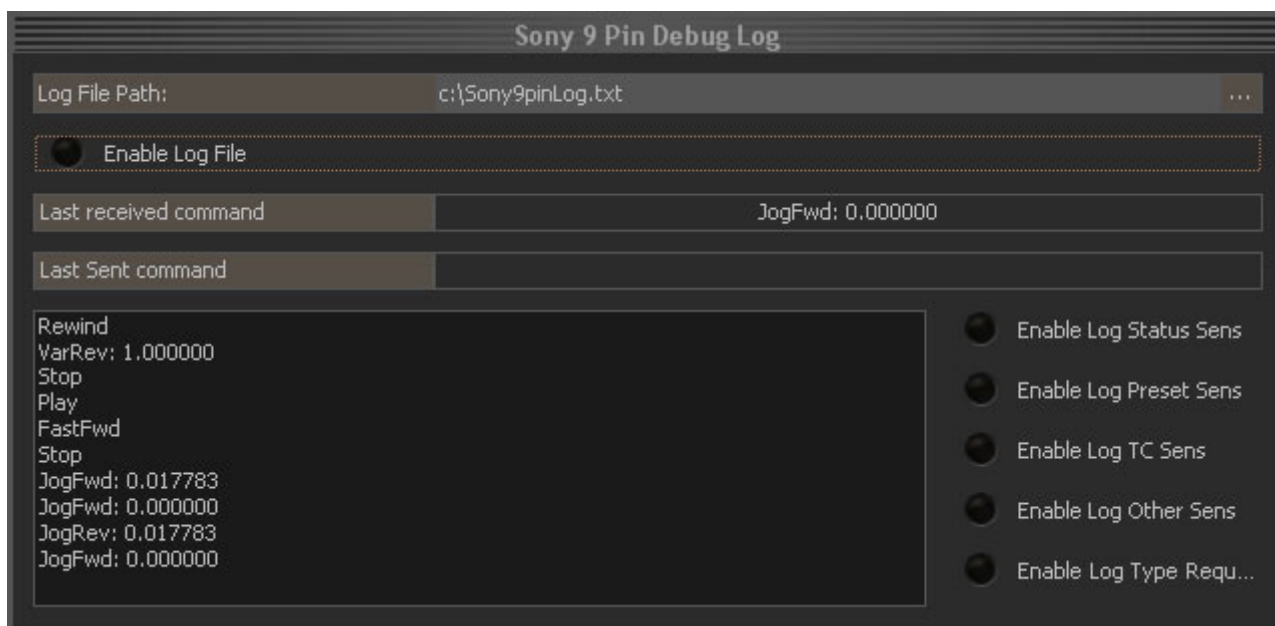 Sony 9 Pin Debug Log
Log File Path: c:\Sony9pinLog.txt ...
Enable Log File
Last received command JogFwd: 0.000000
Last Sent command
Rewind
VarRev: 1.000000
Stop
Play
FastFwd
Stop
JogFwd: 0.017783
JogFwd: 0.000000
JogRev: 0.017783
JogFwd: 0.000000
Enable Log Status Sens
Enable Log Preset Sens
Enable Log TC Sens
Enable Log Other Sens
Enable Log Type Requ...